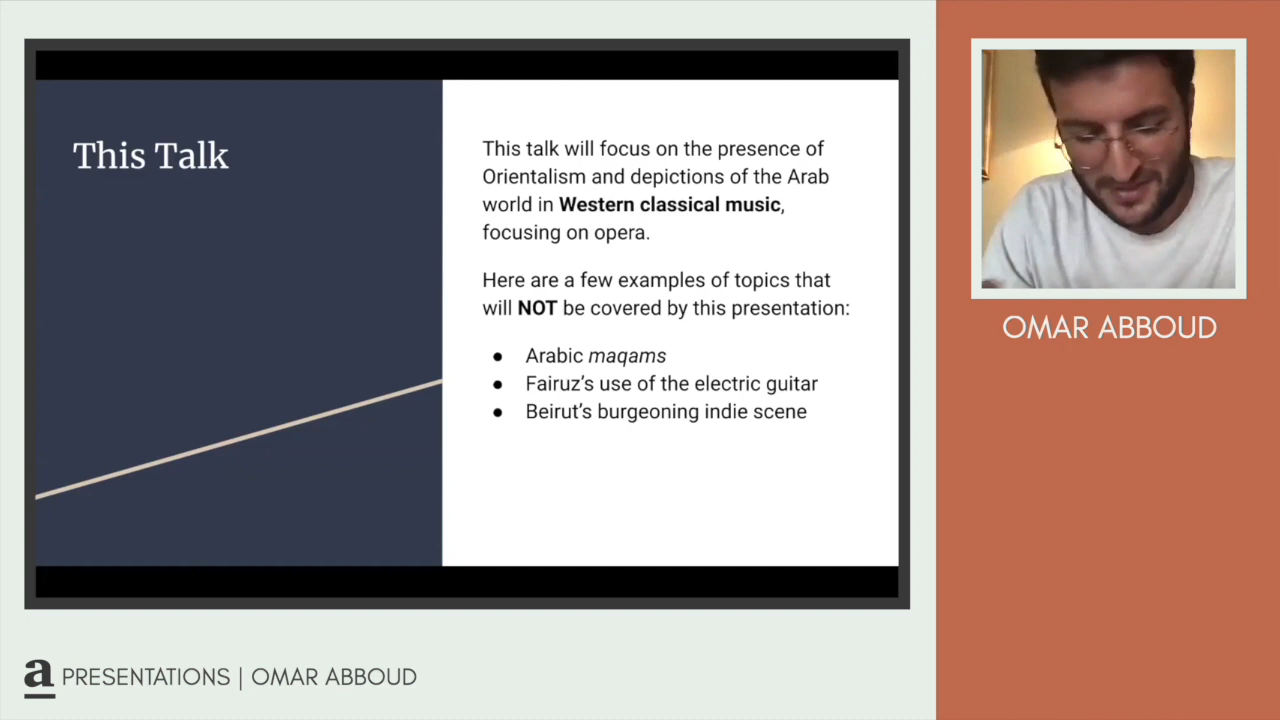 This Talk
This talk will focus on the presence of
Orientalism and depictions of the Arab
world in Western classical music,
focusing on opera.
Here are a few examples of topics that
will NOT be covered by this presentation:
● Arabic maqams
● Fairuz’s use of the electric guitar
● Beirut’s burgeoning indie scene
OMAR ABBOUD
a PRESENTATIONS | OMAR ABBOUD